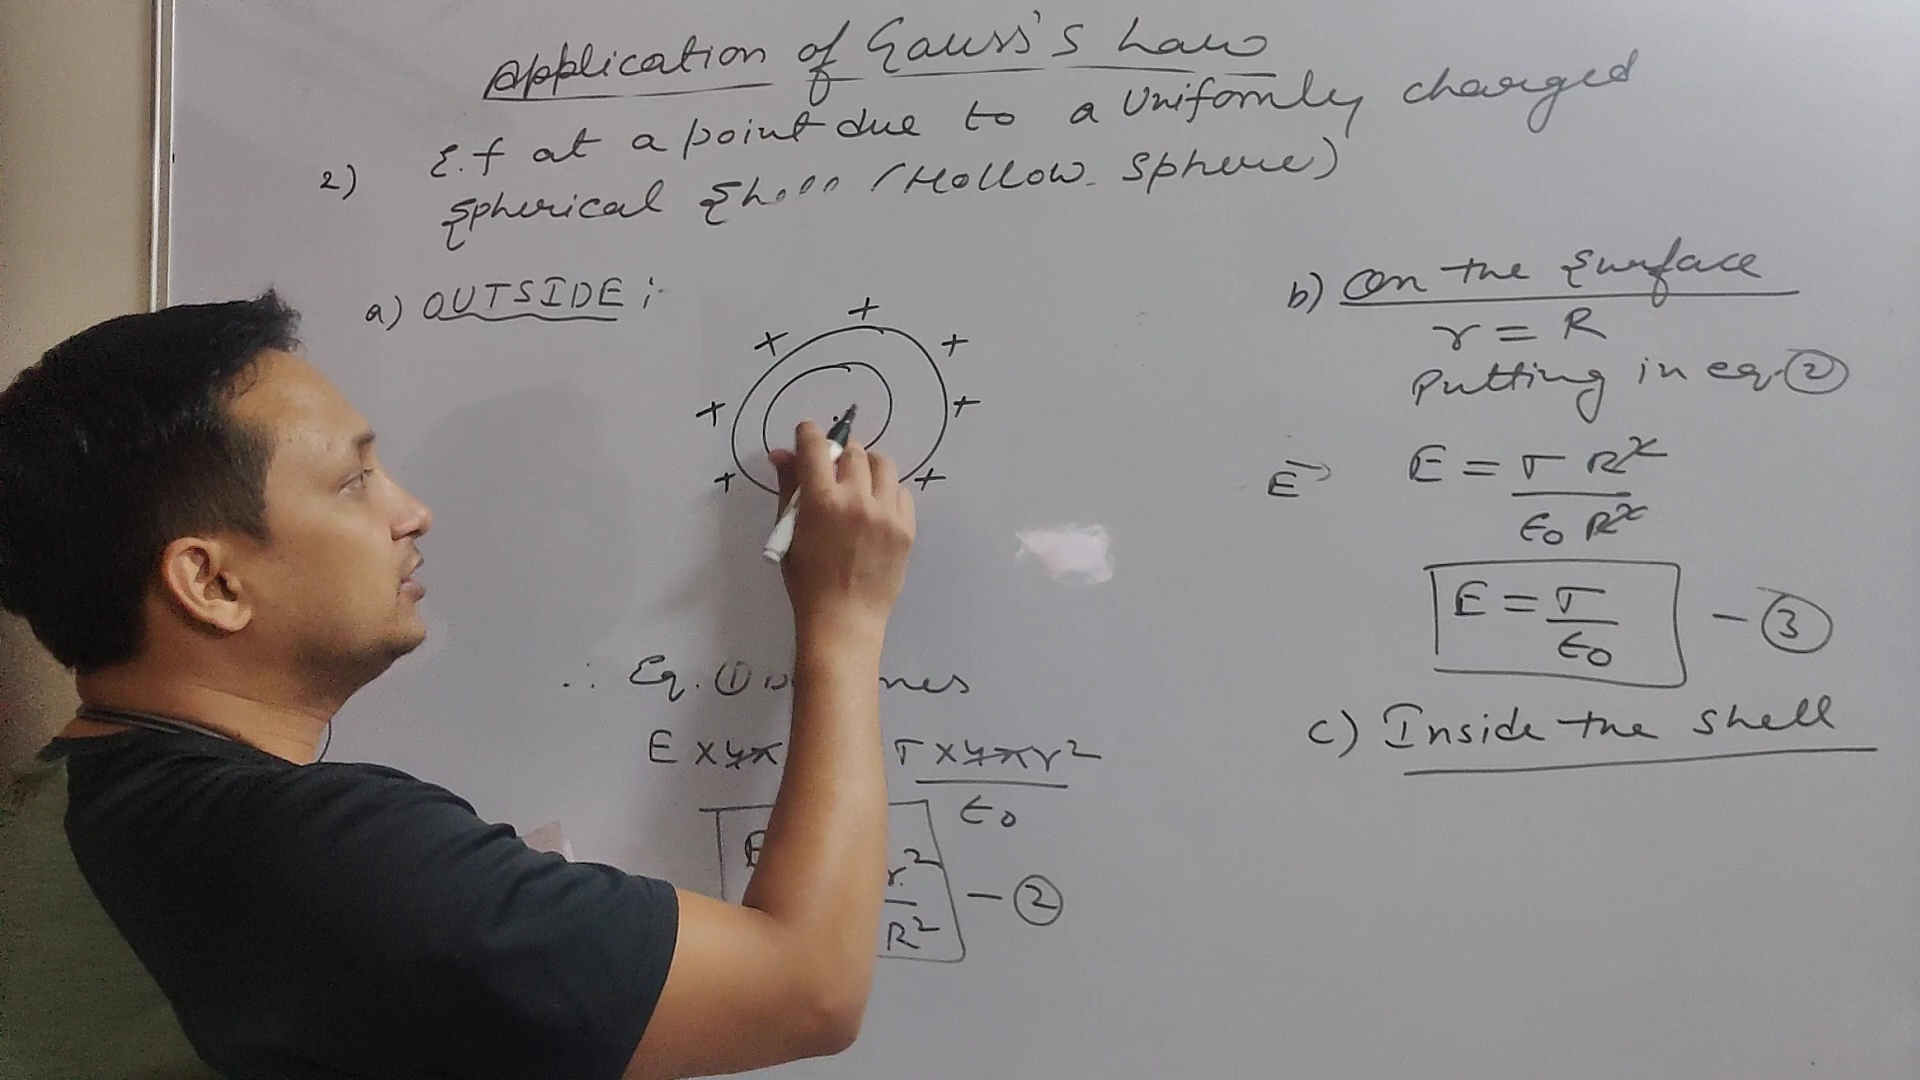 Application of Gauss's Law
2) E.f at a point due to a Uniformly charged
Spherical Shell (Hollow Sphere)
a) OUTSIDE :-
+ + + + + + + +
∴ Eq. ①
E × 4π σ × 4πr²
ε₀
E r²
R² - ②
b) On the Surface
r = R
Putting in eq. ②
E⃗ E = σ R²
ε₀ R²
E = σ
ε₀ - ③
c) Inside the shell